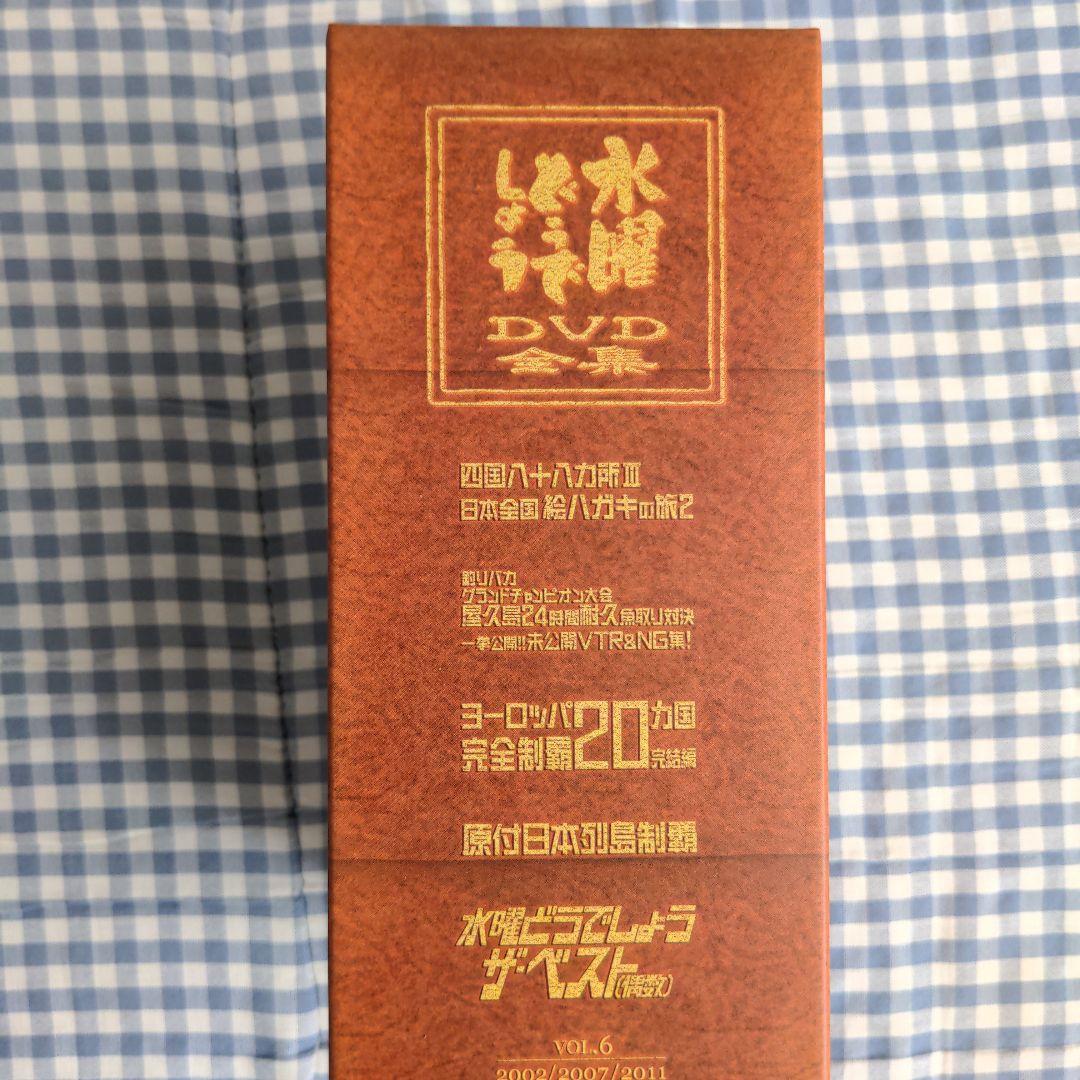 水曜
どうで
しょう
DVD
全集
四国八十八カ所III
日本全国 絵ハガキの旅2
釣りバカ
グランドチャンピオン大会
屋久島24時間耐久魚取り対決
一挙公開!!未公開VTR&NG集!
ヨーロッパ20カ国
完全制覇 完結編
原付日本列島制覇
水曜どうでしょう
ザ・ベスト(偶数)
VOL.6
2002/2007/2011